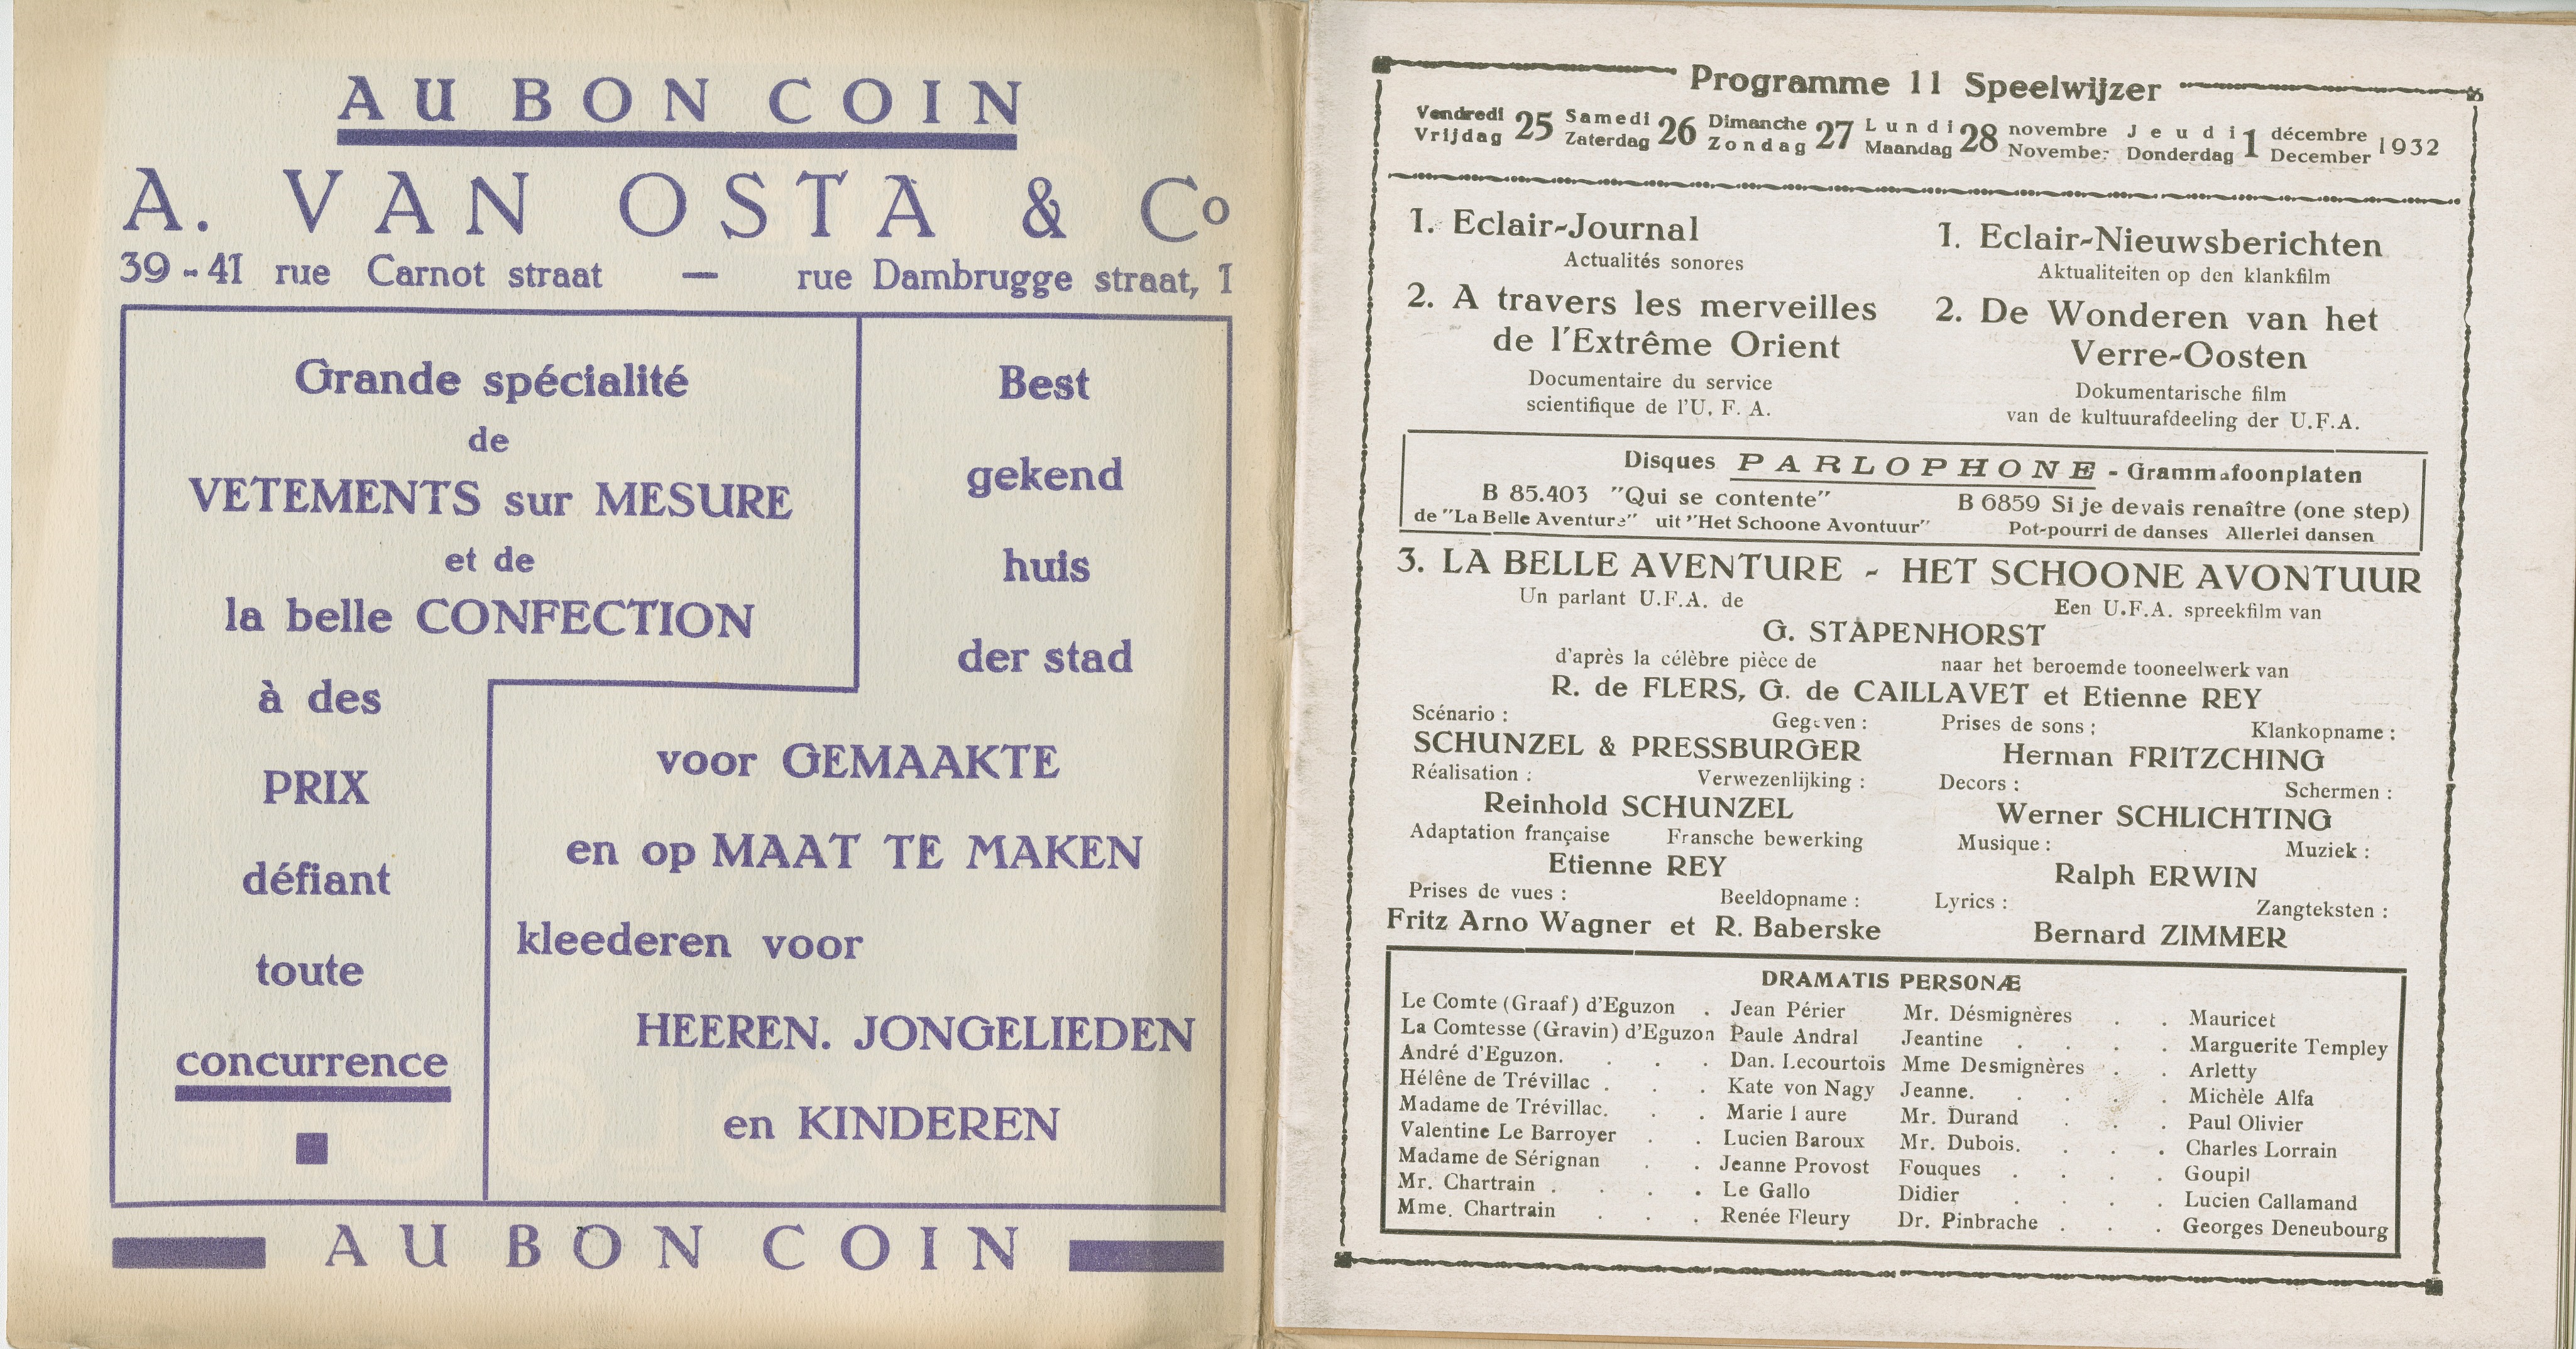 AU BON COIN
A. VAN OSTA & Co
39-41 rue Carnot straat — rue Dambrugge straat, 1
Grande spécialité
de
VETEMENTS sur MESURE
et de
la belle CONFECTION
à des
PRIX
défiant
toute
concurrence
Best
gekend
huis
der stad
voor GEMAAKTE
en op MAAT TE MAKEN
kleederen voor
HEEREN. JONGELIEDEN
en KINDEREN
AU BON COIN
Programme 11 Speelwijzer
Vendredi 25 Samedi 26 Dimanche 27 Lundi 28 novembre Jeudi 1 décembre 1932
Vrijdag Zaterdag Zondag Maandag November Donderdag December
1. Eclair-Journal
Actualités sonores
2. A travers les merveilles
de l'Extrême Orient
Documentaire du service
scientifique de l'U. F. A.
1. Eclair-Nieuwsberichten
Aktualiteiten op den klankfilm
2. De Wonderen van het
Verre-Oosten
Dokumentarische film
van de kultuurafdeeling der U.F.A.
Disques PARLOPHONE - Grammafoonplaten
B 85.403 "Qui se contente" B 6859 Si je devais renaître (one step)
de "La Belle Aventure" uit "Het Schoone Avontuur" Pot-pourri de danses Allerlei dansen
3. LA BELLE AVENTURE - HET SCHOONE AVONTUUR
Un parlant U.F.A. de Een U.F.A. spreekfilm van
G. STAPENHORST
d'après la célèbre pièce de naar het beroemde tooneelwerk van
R. de FLERS, G. de CAILLAVET et Etienne REY
Scénario : Gegeven : Prises de sons : Klankopname :
SCHUNZEL & PRESSBURGER Herman FRITZCHING
Réalisation : Verwezenlijking : Decors : Schermen :
Reinhold SCHUNZEL Werner SCHLICHTING
Adaptation française Fransche bewerking Musique : Muziek :
Etienne REY Ralph ERWIN
Prises de vues : Beeldopname : Lyrics : Zangteksten :
Fritz Arno Wagner et R. Baberske Bernard ZIMMER
DRAMATIS PERSONÆ
Le Comte (Graaf) d'Eguzon . Jean Périer Mr. Désmignères . . Mauricet
La Comtesse (Gravin) d'Eguzon Paule Andral Jeantine . . . . Marguerite Templey
André d'Eguzon. . . . Dan. Lecourtois Mme Desmignères . . Arletty
Hélène de Trévillac . . . Kate von Nagy Jeanne. . . . . Michèle Alfa
Madame de Trévillac. . . Marie Laure Mr. Durand . . . Paul Olivier
Valentine Le Barroyer . . Lucien Baroux Mr. Dubois. . . . Charles Lorrain
Madame de Sérignan . . Jeanne Provost Fouques . . . . Goupil
Mr. Chartrain . . . . Le Gallo Didier . . . . Lucien Callamand
Mme. Chartrain . . . Renée Fleury Dr. Pinbrache . . . Georges Deneubourg